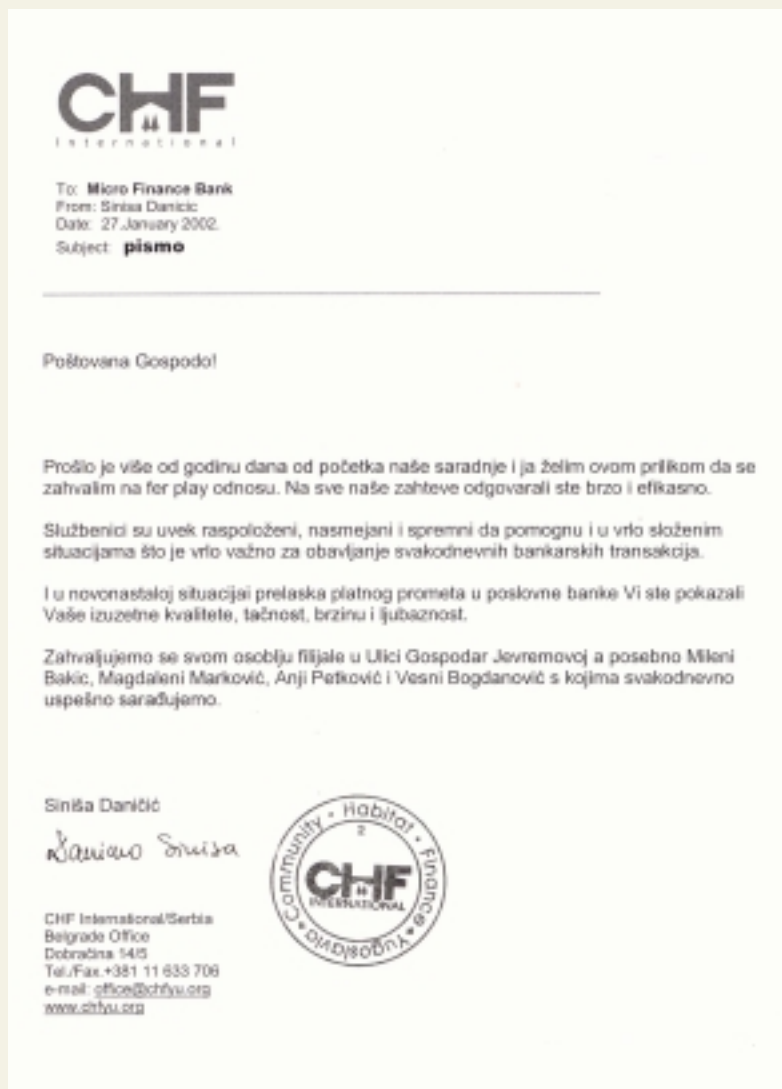 CHF
International
To: Micro Finance Bank
From: Sinisa Danicic
Date: 27.January 2002.
Subject: pismo
Poštovana Gospodo!
Prošlo je više od godinu dana od početka naše saradnje i ja želim ovom prilikom da se
zahvalim na fer play odnosu. Na sve naše zahteve odgovarali ste brzo i efikasno.
Službenici su uvek raspoloženi, nasmejani i spremni da pomognu i u vrlo složenim
situacijama što je vrlo važno za obavljanje svakodnevnih bankarskih transakcija.
I u novonastaloj situacijai prelaska platnog prometa u poslovne banke Vi ste pokazali
Vaše izuzetne kvalitete, tačnost, brzinu i ljubaznost.
Zahvaljujemo se svom osoblju filijale u Ulici Gospodar Jevremovoj a posebno Mileni
Bakic, Magdaleni Marković, Anji Petković i Vesni Bogdanović s kojima svakodnevno
uspešno sarađujemo.
Siniša Daničić
Sinisa
Community • Habitat • Finance • Yugoslavia
2
CHF
INTERNATIONAL
CHF International/Serbia
Belgrade Office
Dobračina 14/5
Tel./Fax.+381 11 633 706
e-mail: office@chfyu.org
www.chfyu.org